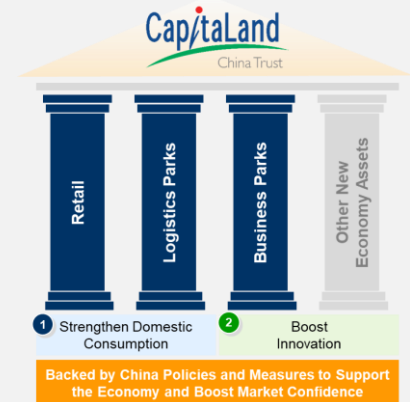 CapitaLand
China Trust
Retail
Logistics Parks
Business Parks
Other New
Economy Assets
1 Strengthen Domestic
Consumption
2 Boost
Innovation
Backed by China Policies and Measures to Support
the Economy and Boost Market Confidence